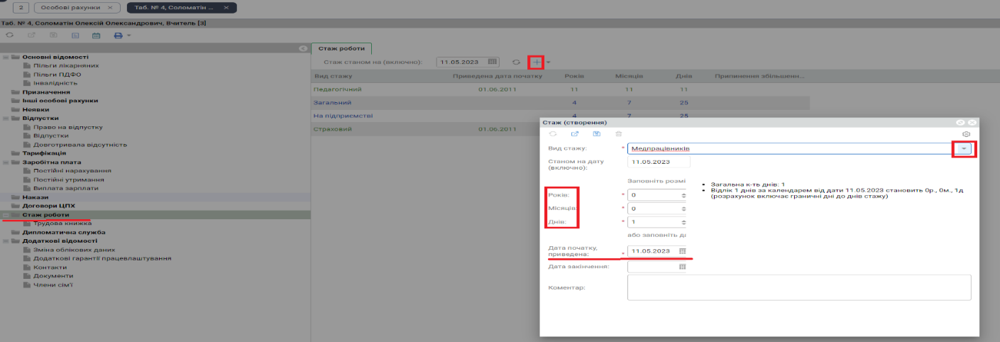 2 Особові рахунки × Таб. № 4, Соломатін Олексій ... ×
Таб. № 4, Соломатін Олексій Олександрович, Вчитель [3]
Основні відомості
Пільги лікарняних
Пільги ПДФО
Інвалідність
Призначення
Інші особові рахунки
Неявки
Відпустки
Право на відпустку
Відпустки
Довготривала відсутність
Тарифікація
Заробітна плата
Постійні нарахування
Постійні утримання
Виплата зарплати
Накази
Договори ЦПХ
Стаж роботи
Трудова книжка
Дипломатична служба
Додаткові відомості
Зміна облікових даних
Додаткові гарантії працевлаштування
Контакти
Документи
Члени сім'ї
Стаж роботи
Стаж станом на (включно): 11.05.2023
Вид стажу Приведена дата початку Років Місяців Днів Припинення збільшенн...
Педагогічний 01.06.2011 11 11 11
Загальний 4 7 25
На підприємстві 4 7 25
Страховий 01.06.2011
Стаж (створення)
Вид стажу: * Медпрацівників
Станом на дату (включно): 11.05.2023
Заповніть розмі
Років: * 0
Місяців: * 0
Днів: * 1
або заповніть да
Дата початку, приведена: * 11.05.2023
Дата закінчення:
Коментар:
Загальна к-ть днів: 1
Відлік 1 днів за календарем від дати 11.05.2023 становить 0р., 0м., 1д
(розрахунок включає граничні дні до днів стажу)